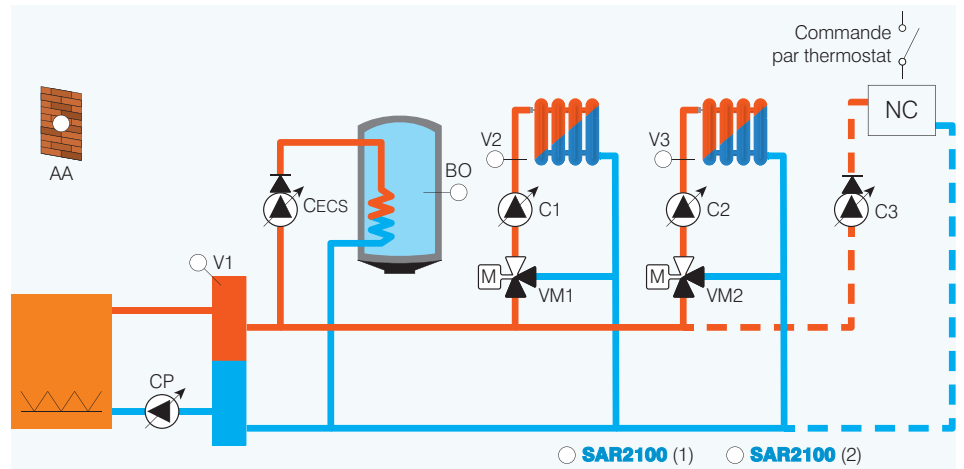 Commande
par thermostat
NC
AA
V2
V3
BO
CECS
C1
C2
C3
V1
M
VM1
M
VM2
CP
SAR2100 (1)
SAR2100 (2)